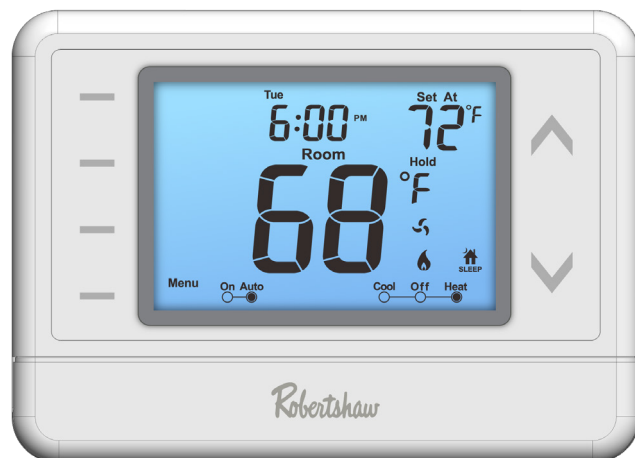 Tue
Set At
6:00 PM
72°F
Room
Hold
68 °F
SLEEP
Menu
On Auto
Cool Off Heat
Robertshaw